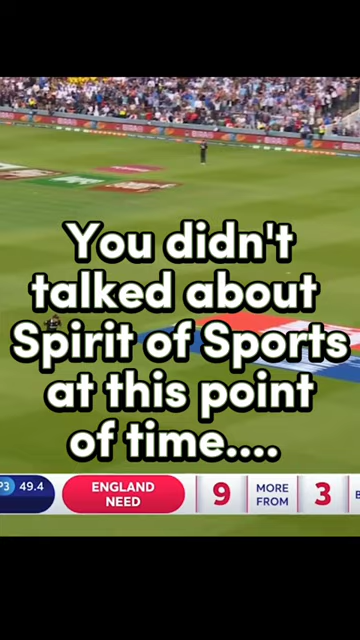 You didn't
talked about
Spirit of Sports
at this point
of time....
P3 49.4
ENGLAND
NEED
9
MORE
FROM
3